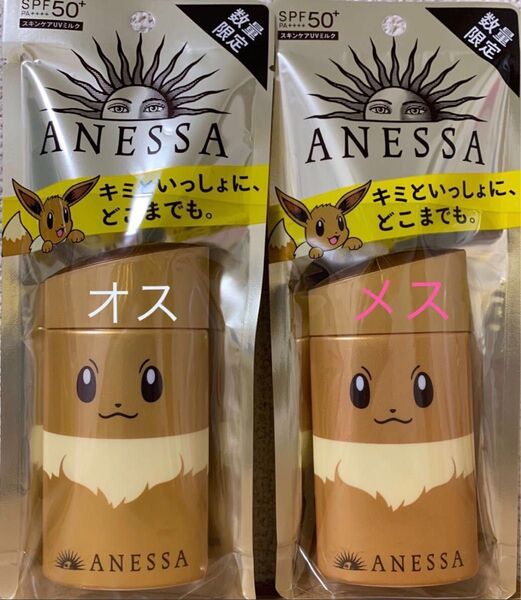 SPF50+
PA++++
スキンケアUVミルク
数量
限定
ANESSA
キミといっしょに、
どこまでも。
オス
ANESSA
SPF50+
PA++++
スキンケアUVミルク
数量
限定
ANESSA
キミといっしょに、
どこまでも。
メス
ANESSA